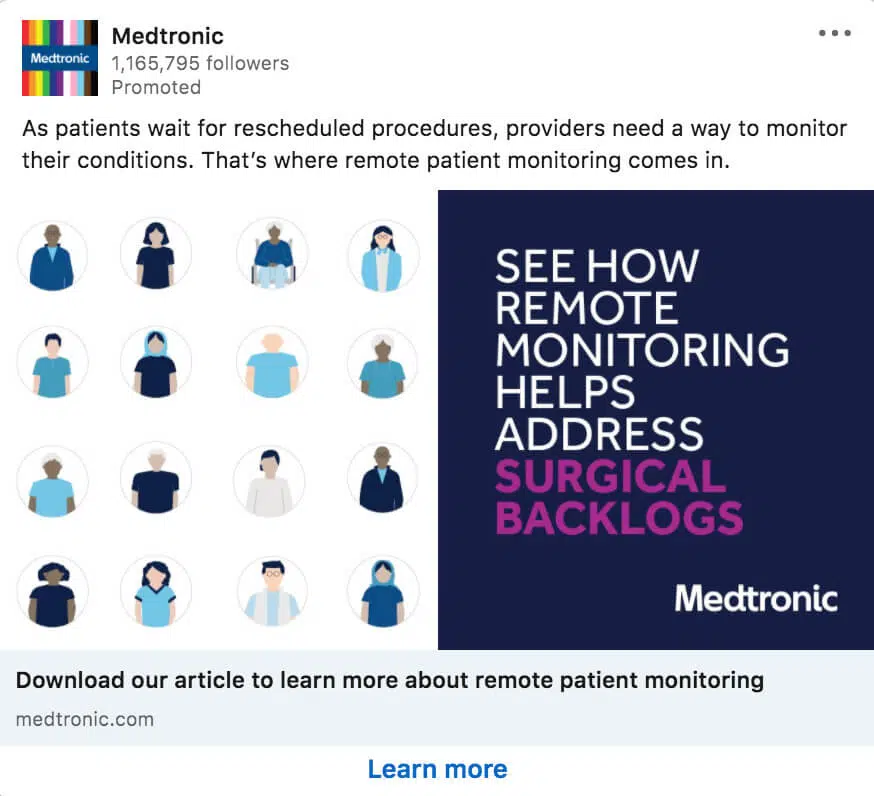 Medtronic
Medtronic
1,165,795 followers
Promoted
As patients wait for rescheduled procedures, providers need a way to monitor
their conditions. That’s where remote patient monitoring comes in.
SEE HOW
REMOTE
MONITORING
HELPS
ADDRESS
SURGICAL
BACKLOGS
Medtronic
Download our article to learn more about remote patient monitoring
medtronic.com
Learn more